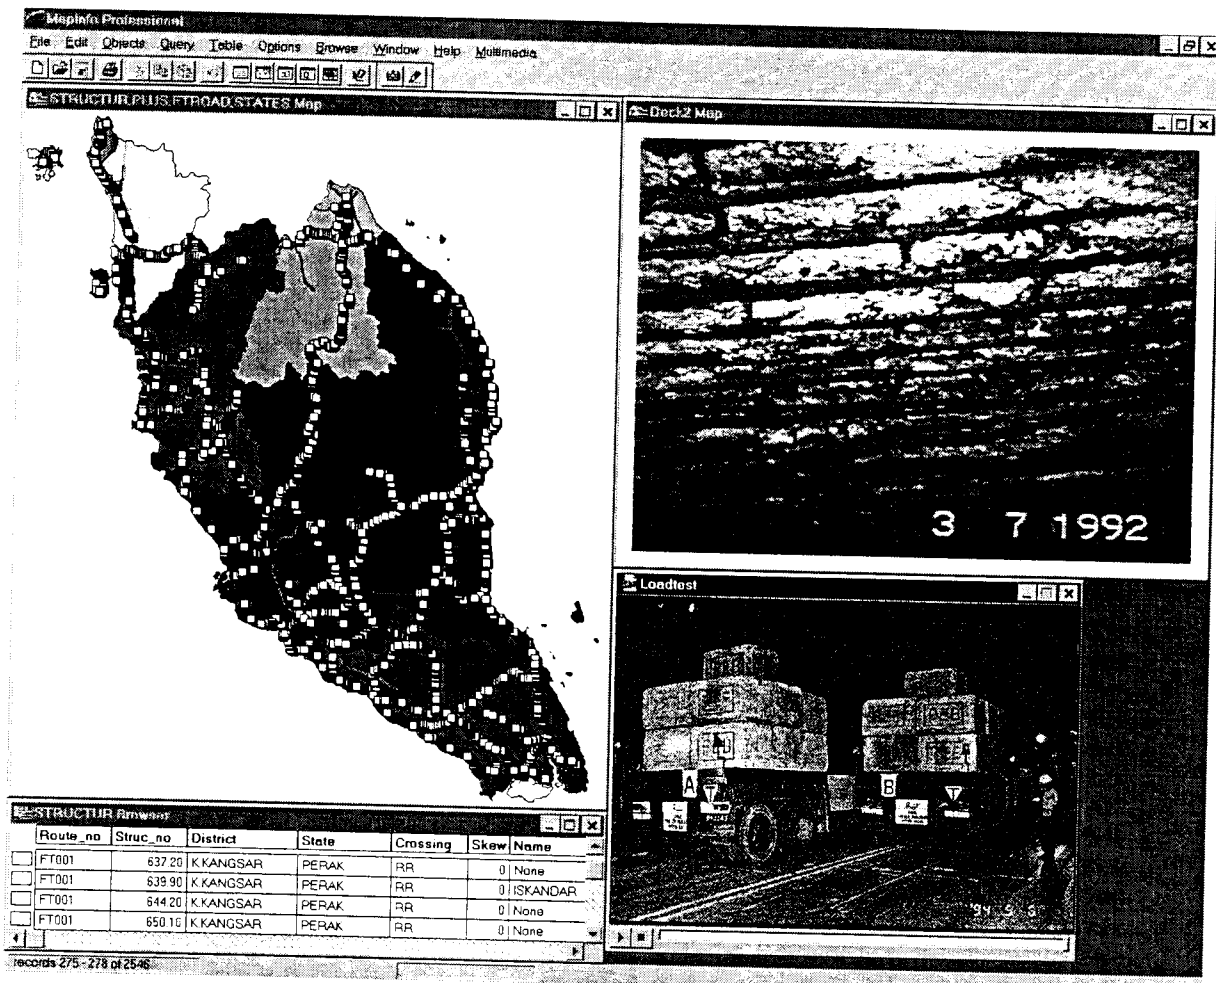 MapInfo Professional
File Edit Objects Query Table Options Browse Window Help Multimedia
STRUCTUR,PLUS,FTROAD,STATES Map
Deck2 Map
3 7 1992
Loadtest
A T
B T
'94 5 6
STRUCTUR Browser
Route_no Struc_no District State Crossing Skew Name
FT001 637.20 K.KANGSAR PERAK RR 0 None
FT001 639.90 K.KANGSAR PERAK RR 0 ISKANDAR
FT001 644.20 K.KANGSAR PERAK RR 0 None
FT001 650.10 K.KANGSAR PERAK RR 0 None
records 275 - 278 of 2546